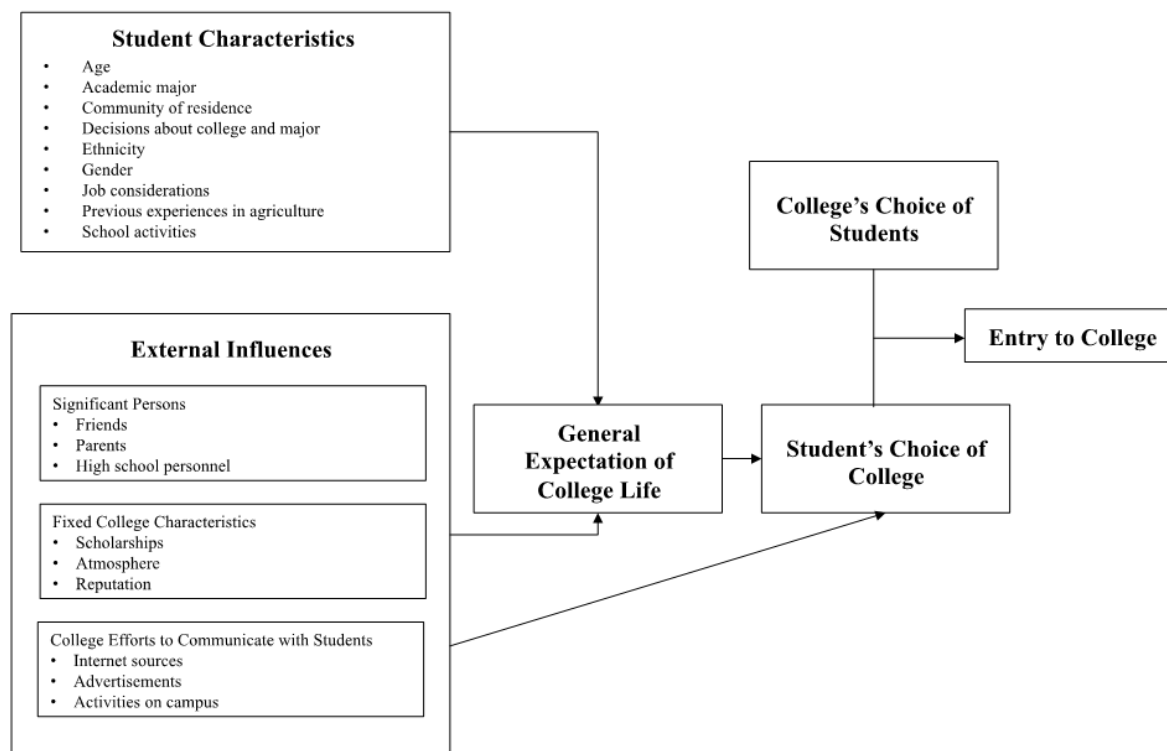 Student Characteristics
• Age
• Academic major
• Community of residence
• Decisions about college and major
• Ethnicity
• Gender
• Job considerations
• Previous experiences in agriculture
• School activities
External Influences
Significant Persons
• Friends
• Parents
• High school personnel
Fixed College Characteristics
• Scholarships
• Atmosphere
• Reputation
College Efforts to Communicate with Students
• Internet sources
• Advertisements
• Activities on campus
General
Expectation of
College Life
College’s Choice of
Students
Student’s Choice of
College
Entry to College